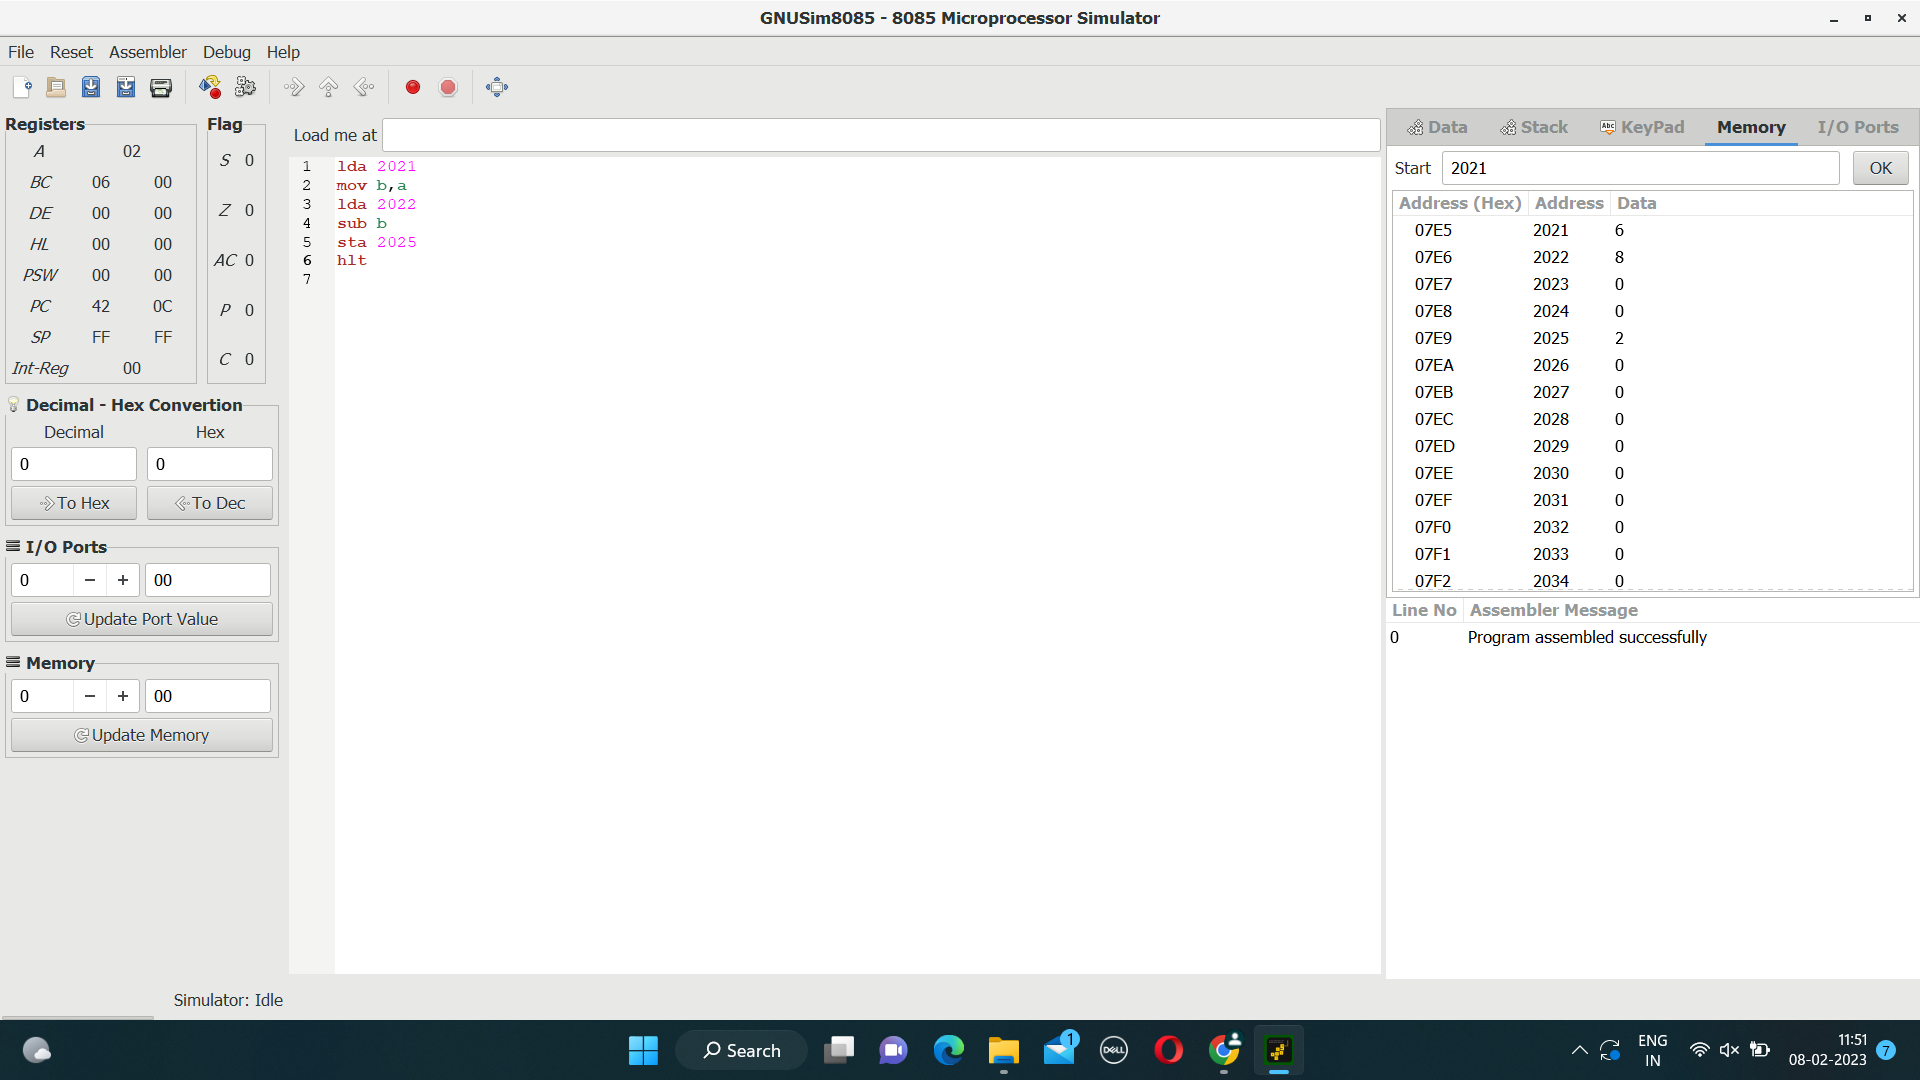 GNUSim8085 - 8085 Microprocessor Simulator
File Reset Assembler Debug Help
Registers
A 02
BC 06 00
DE 00 00
HL 00 00
PSW 00 00
PC 42 0C
SP FF FF
Int-Reg 00
Flag
S 0
Z 0
AC 0
P 0
C 0
Decimal - Hex Convertion
Decimal Hex
0 0
To Hex To Dec
I/O Ports
0 − + 00
Update Port Value
Memory
0 − + 00
Update Memory
Load me at
1 lda 2021
2 mov b,a
3 lda 2022
4 sub b
5 sta 2025
6 hlt
7
Data Stack Abc KeyPad Memory I/O Ports
Start 2021 OK
Address (Hex) Address Data
07E5 2021 6
07E6 2022 8
07E7 2023 0
07E8 2024 0
07E9 2025 2
07EA 2026 0
07EB 2027 0
07EC 2028 0
07ED 2029 0
07EE 2030 0
07EF 2031 0
07F0 2032 0
07F1 2033 0
07F2 2034 0
Line No Assembler Message
0 Program assembled successfully
Simulator: Idle
Search
1
DELL
ENG
IN
11:51
08-02-2023
7